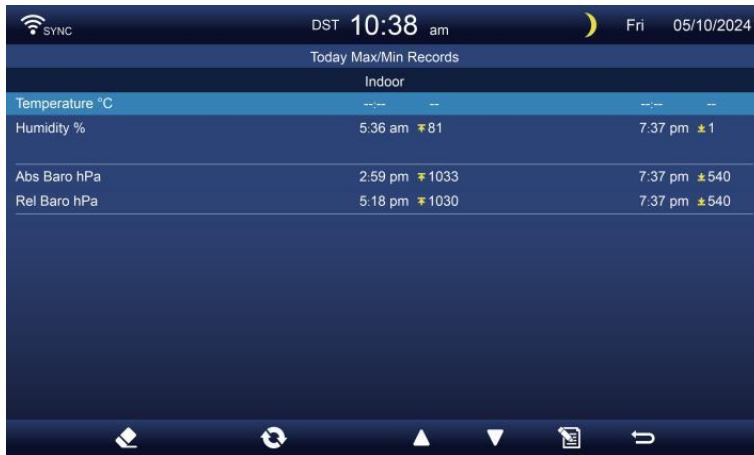 SYNC DST 10:38 am Fri 05/10/2024
Today Max/Min Records
Indoor
Temperature °C --:-- -- --:-- --
Humidity % 5:36 am 81 7:37 pm 1
Abs Baro hPa 2:59 pm 1033 7:37 pm 540
Rel Baro hPa 5:18 pm 1030 7:37 pm 540